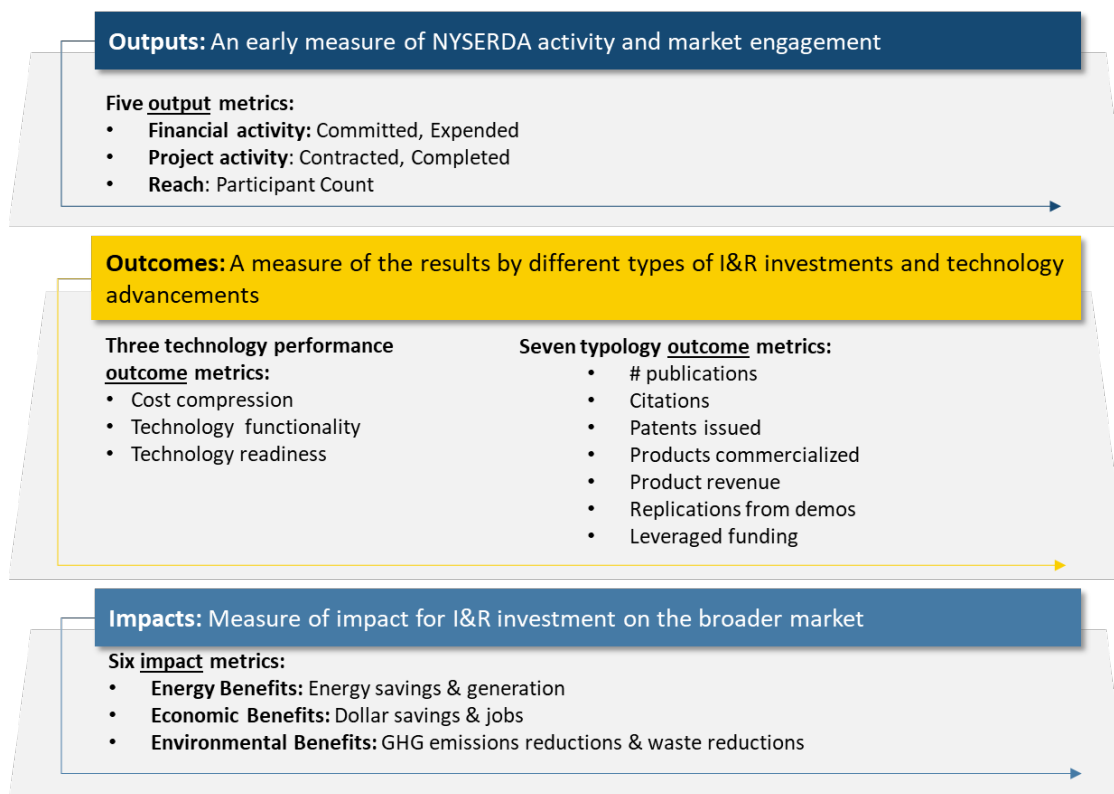 Outputs: An early measure of NYSERDA activity and market engagement
Five output metrics:
• Financial activity: Committed, Expended
• Project activity: Contracted, Completed
• Reach: Participant Count
Outcomes: A measure of the results by different types of I&R investments and technology
advancements
Three technology performance
outcome metrics:
• Cost compression
• Technology functionality
• Technology readiness
Seven typology outcome metrics:
• # publications
• Citations
• Patents issued
• Products commercialized
• Product revenue
• Replications from demos
• Leveraged funding
Impacts: Measure of impact for I&R investment on the broader market
Six impact metrics:
• Energy Benefits: Energy savings & generation
• Economic Benefits: Dollar savings & jobs
• Environmental Benefits: GHG emissions reductions & waste reductions